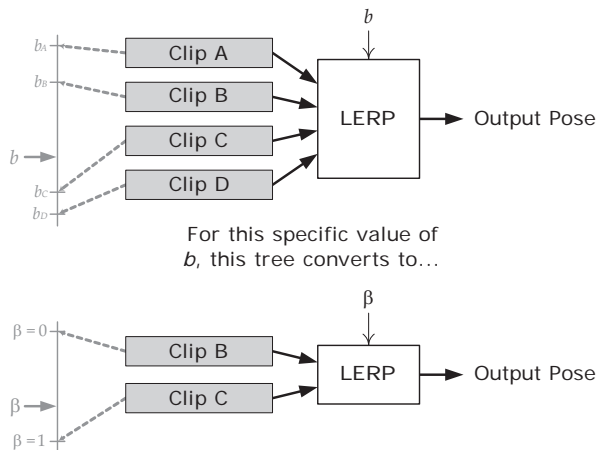 b
b_A
Clip A
b_B
Clip B
LERP
Output Pose
Clip C
b
b_C
Clip D
b_D
For this specific value of
b, this tree converts to...
β
β = 0
Clip B
LERP
Output Pose
Clip C
β
β = 1